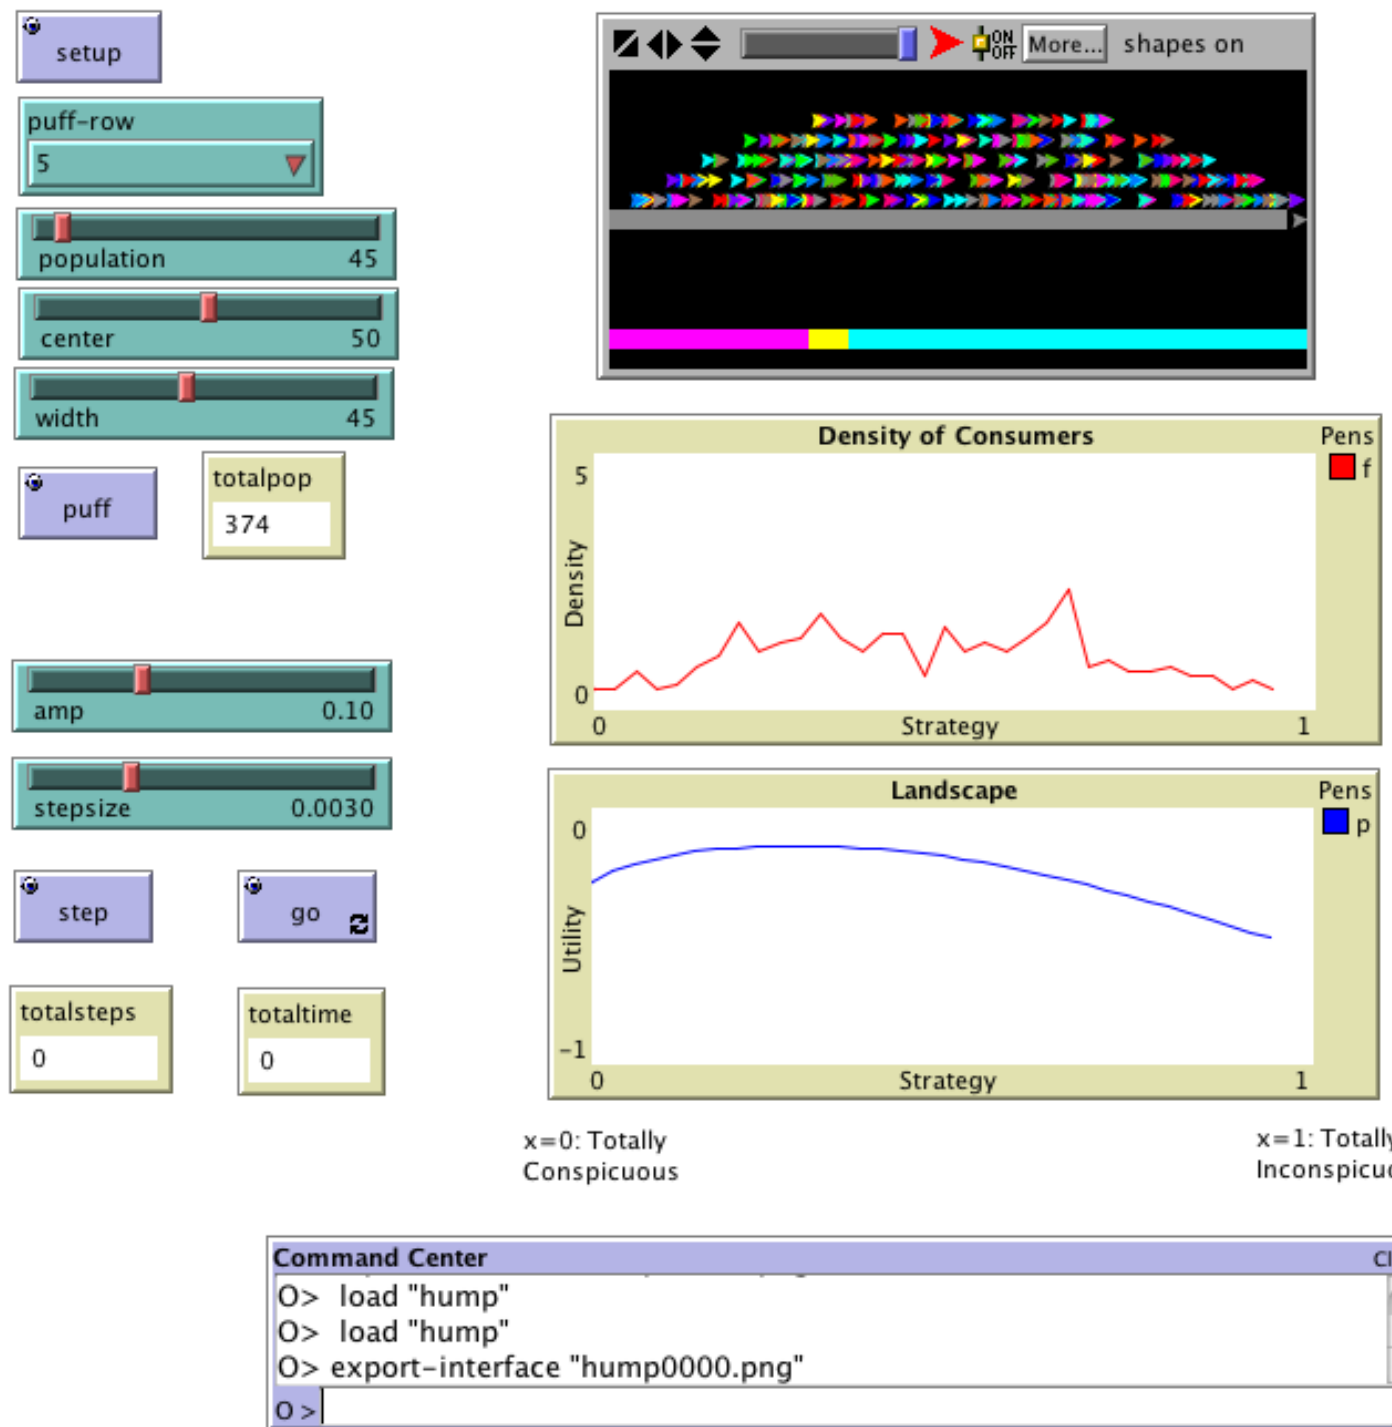 setup
puff-row
5
population 45
center 50
width 45
puff
totalpop
374
amp 0.10
stepsize 0.0030
step
go
totalsteps
0
totaltime
0
ON
OFF
More...
shapes on
Density of Consumers
Pens
f
5
Density
0
0 Strategy 1
Landscape
Pens
p
0
Utility
-1
0 Strategy 1
x=0: Totally
Conspicuous
x=1: Totally
Command Center
O> load "hump"
O> load "hump"
O> export-interface "hump0000.png"
O>